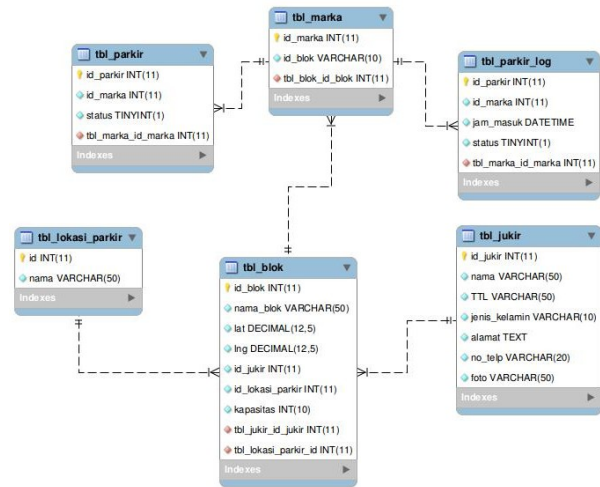 tbl_marka
id_marka INT(11)
id_blok VARCHAR(10)
tbl_blok_id_blok INT(11)
Indexes
tbl_parkir
id_parkir INT(11)
id_marka INT(11)
status TINYINT(1)
tbl_marka_id_marka INT(11)
Indexes
tbl_parkir_log
id_parkir INT(11)
id_marka INT(11)
jam_masuk DATETIME
status TINYINT(1)
tbl_marka_id_marka INT(11)
Indexes
tbl_lokasi_parkir
id INT(11)
nama VARCHAR(50)
Indexes
tbl_blok
id_blok INT(11)
nama_blok VARCHAR(50)
lat DECIMAL(12,5)
lng DECIMAL(12,5)
id_jukir INT(11)
id_lokasi_parkir INT(11)
kapasitas INT(10)
tbl_jukir_id_jukir INT(11)
tbl_lokasi_parkir_id INT(11)
Indexes
tbl_jukir
id_jukir INT(11)
nama VARCHAR(50)
TTL VARCHAR(50)
jenis_kelamin VARCHAR(10)
alamat TEXT
no_telp VARCHAR(20)
foto VARCHAR(50)
Indexes